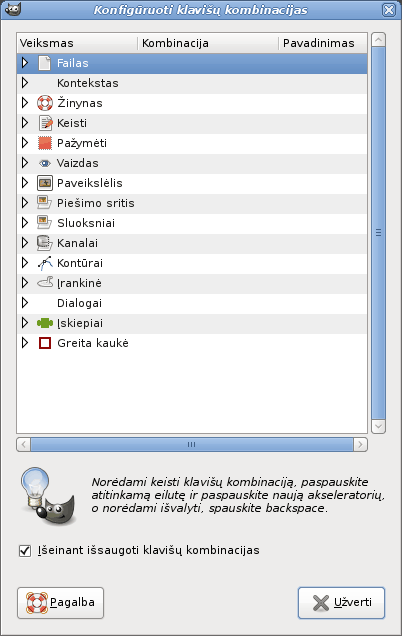 Konfigūruoti klavišų kombinacijas
Veiksmas Kombinacija Pavadinimas
Failas
Kontekstas
Žinynas
Keisti
Pažymėti
Vaizdas
Paveikslėlis
Piešimo sritis
Sluoksniai
Kanalai
Kontūrai
Įrankinė
Dialogai
Įskiepiai
Greita kaukė
Norėdami keisti klavišų kombinaciją, paspauskite
atitinkamą eilutę ir paspauskite naują akseleratorių,
o norėdami išvalyti, spauskite backspace.
Išeinant išsaugoti klavišų kombinacijas
Pagalba Užverti